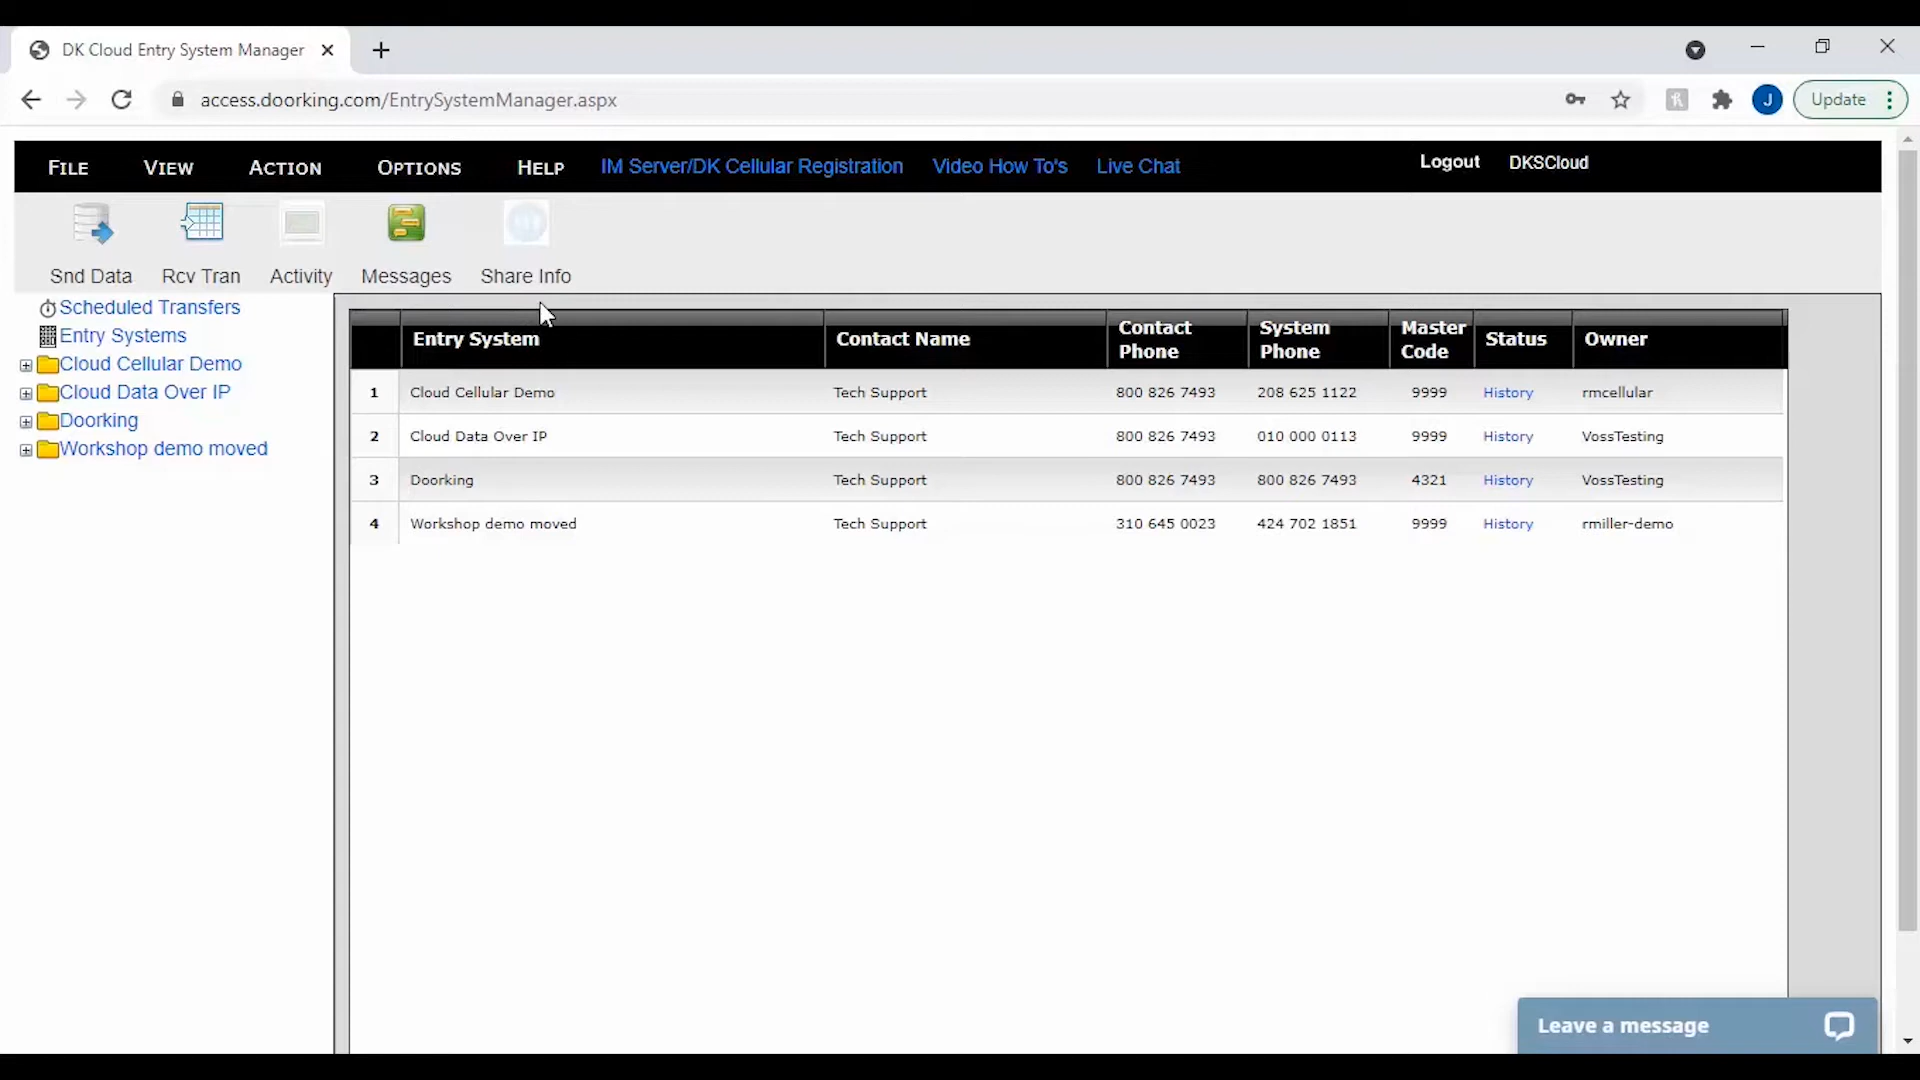 DK Cloud Entry System Manager
access.doorking.com/EntrySystemManager.aspx
J
Update
FILE VIEW ACTION OPTIONS HELP IM Server/DK Cellular Registration Video How To's Live Chat Logout DKSCloud
Snd Data Rcv Tran Activity Messages Share Info
Scheduled Transfers
Entry Systems
Cloud Cellular Demo
Cloud Data Over IP
Doorking
Workshop demo moved
Entry System Contact Name Contact Phone System Phone Master Code Status Owner
1 Cloud Cellular Demo Tech Support 800 826 7493 208 625 1122 9999 History rmcellular
2 Cloud Data Over IP Tech Support 800 826 7493 010 000 0113 9999 History VossTesting
3 Doorking Tech Support 800 826 7493 800 826 7493 4321 History VossTesting
4 Workshop demo moved Tech Support 310 645 0023 424 702 1851 9999 History rmiller-demo
Leave a message